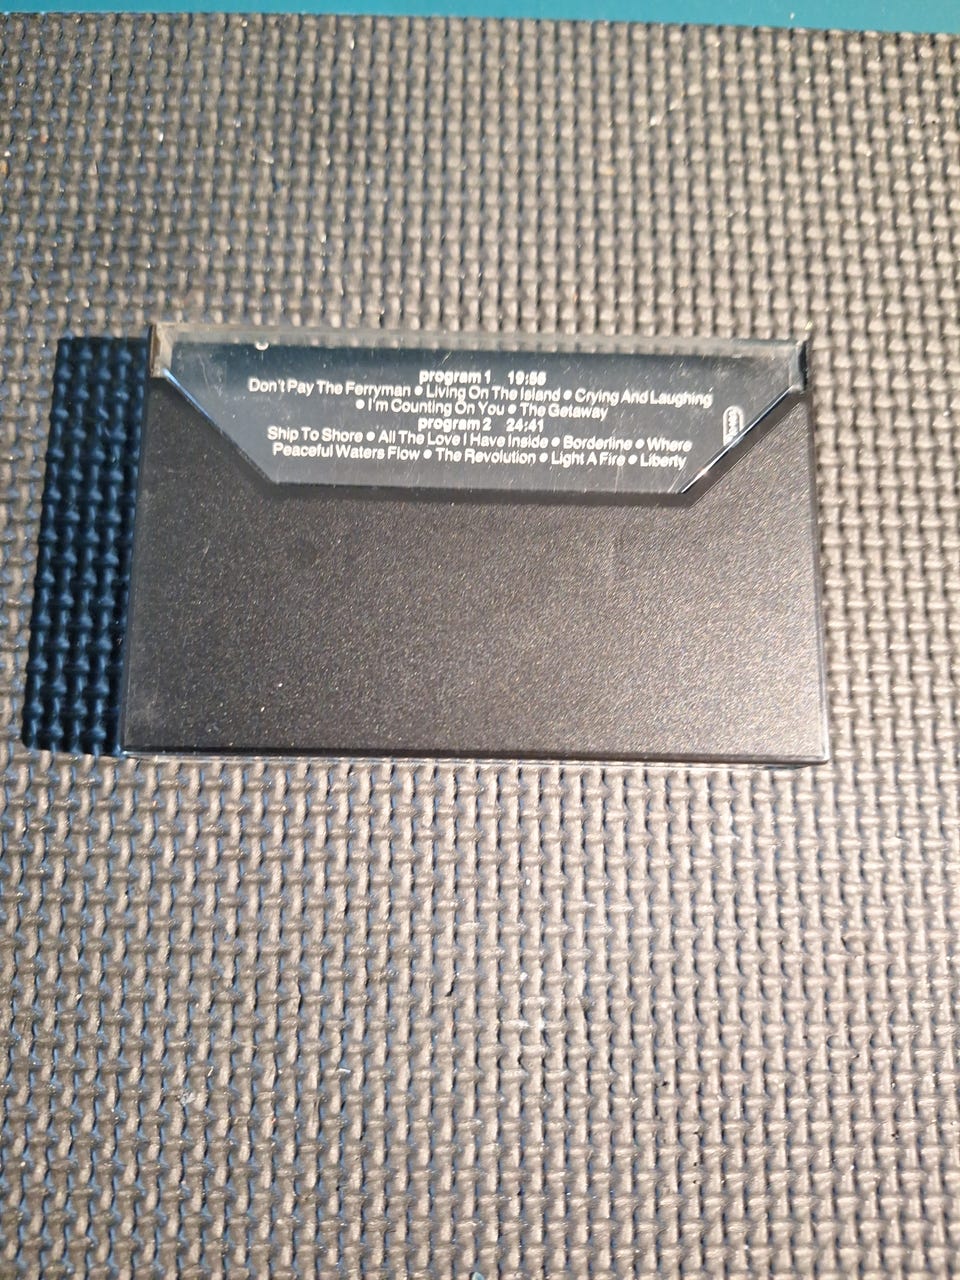 program 1 19:56
Don't Pay The Ferryman • Living On The Island • Crying And Laughing
• I'm Counting On You • The Getaway
program 2 24:41
Ship To Shore • All The Love I Have Inside • Borderline • Where
Peaceful Waters Flow • The Revolution • Light A Fire • Liberty